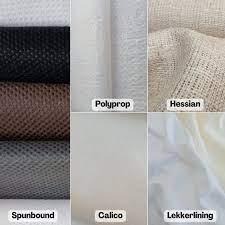 Polyprop
Hessian
Spunbound
Calico
Lekkerlining